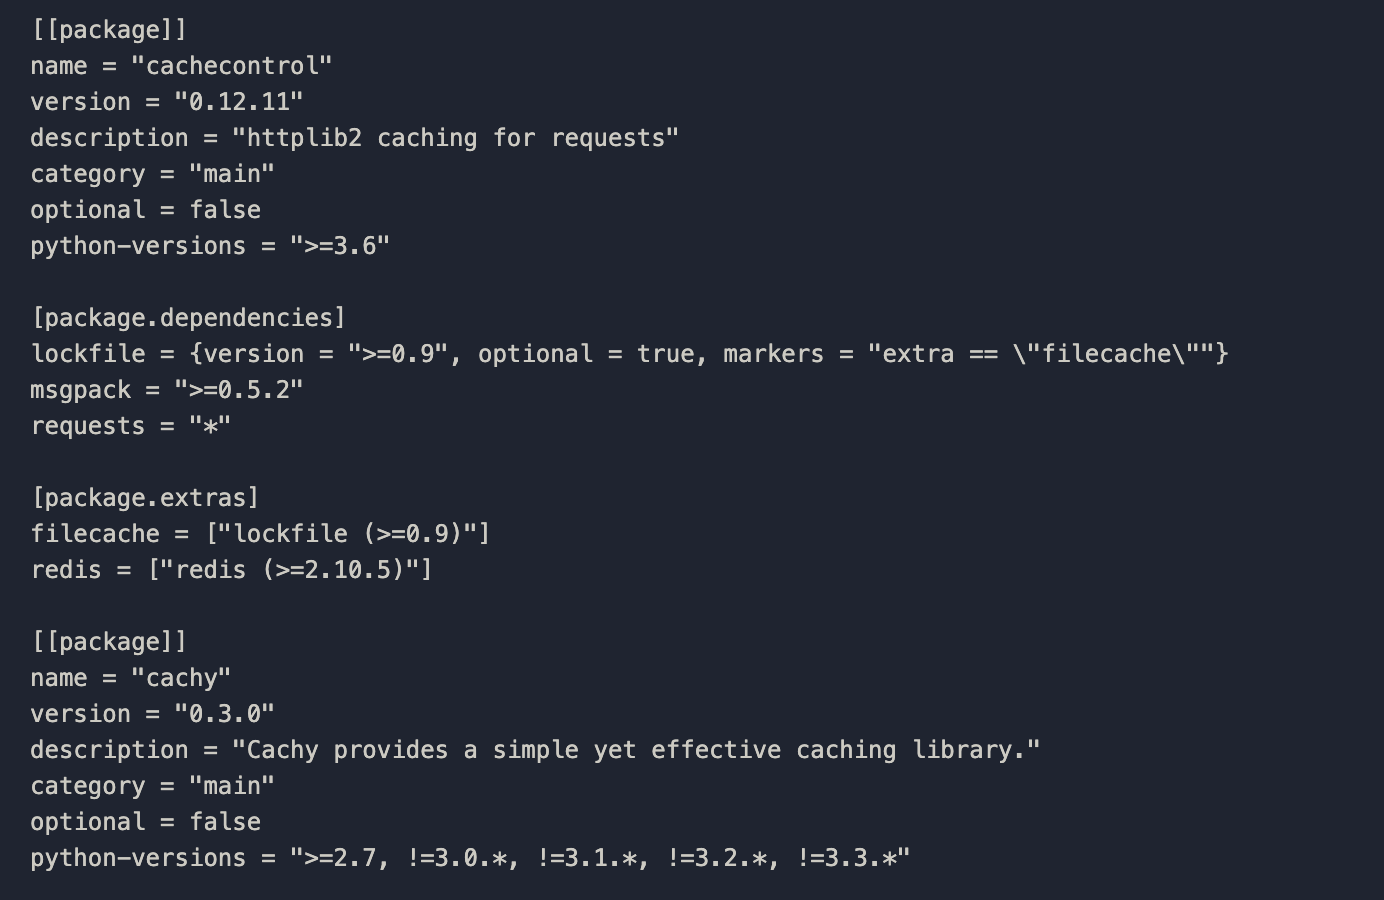 [[package]]
name = "cachecontrol"
version = "0.12.11"
description = "httplib2 caching for requests"
category = "main"
optional = false
python-versions = ">=3.6"

[package.dependencies]
lockfile = {version = ">=0.9", optional = true, markers = "extra == \"filecache\""}
msgpack = ">=0.5.2"
requests = "*"

[package.extras]
filecache = ["lockfile (>=0.9)"]
redis = ["redis (>=2.10.5)"]

[[package]]
name = "cachy"
version = "0.3.0"
description = "Cachy provides a simple yet effective caching library."
category = "main"
optional = false
python-versions = ">=2.7, !=3.0.*, !=3.1.*, !=3.2.*, !=3.3.*"